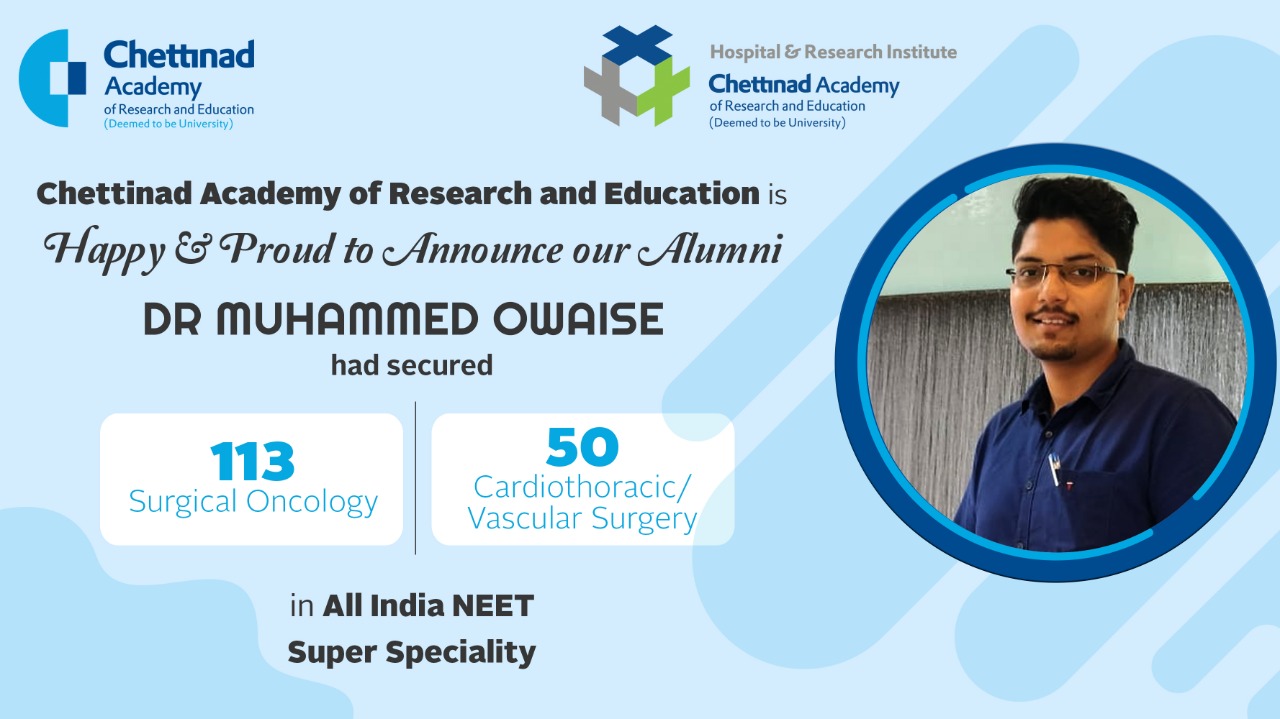 Chettinad
Academy
of Research and Education
(Deemed to be University)
Hospital & Research Institute
Chettinad Academy
of Research and Education
(Deemed to be University)
Chettinad Academy of Research and Education is
Happy & Proud to Announce our Alumni
DR MUHAMMED OWAISE
had secured
113
Surgical Oncology
50
Cardiothoracic/
Vascular Surgery
in All India NEET
Super Speciality